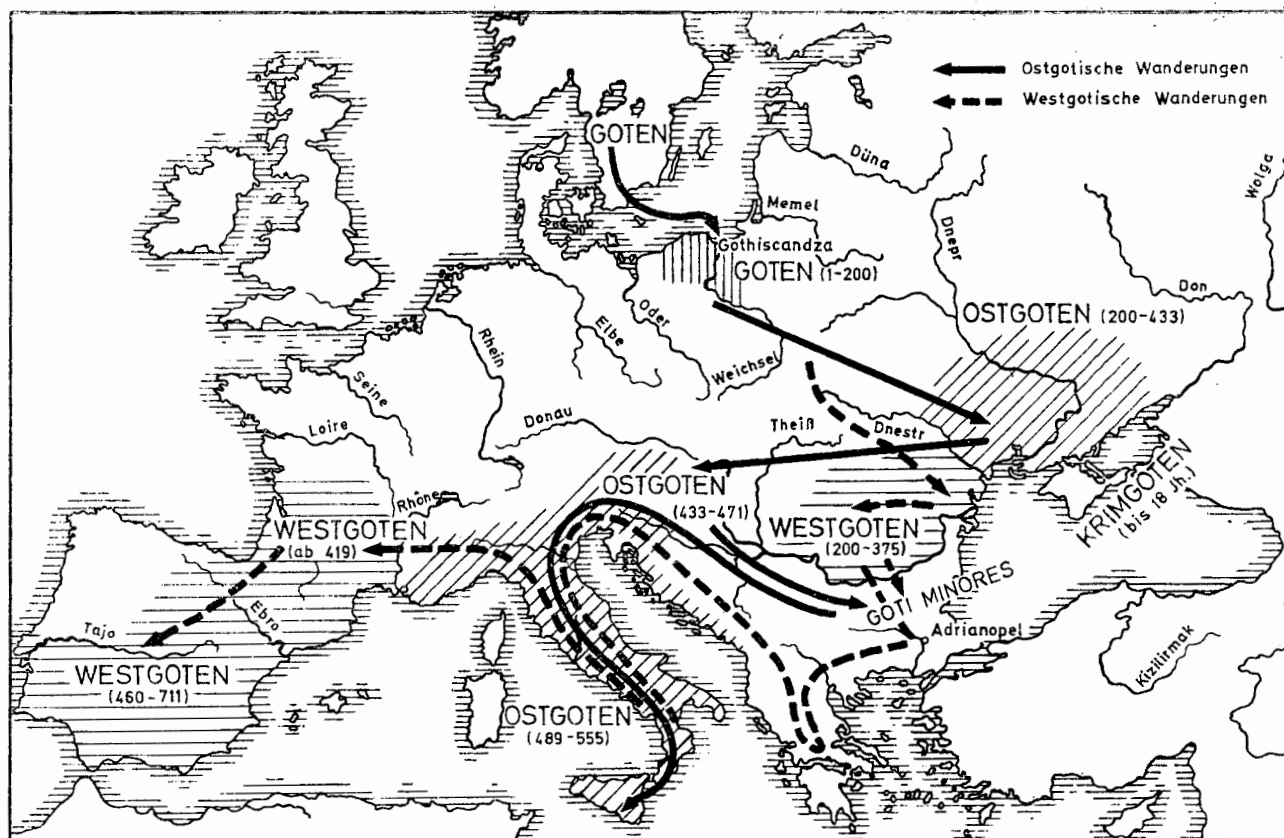 Ostgotische Wanderungen
Westgotische Wanderungen
GOTEN
Düna
Wolga
Memel
Dnepr
Gothiscandza
GOTEN (1-200)
Don
Oder
Elbe
Rhein
OSTGOTEN (200-433)
Weichsel
Seine
Loire
Donau
Theiß
Dnestr
Rhône
OSTGOTEN
(433-471)
KRIMGOTEN
(bis 18 Jh.)
WESTGOTEN
(ab 419)
WESTGOTEN
(200-375)
GOTI MINORES
Ebro
Tajo
Adrianopel
Kizilirmak
WESTGOTEN
(460-711)
OSTGOTEN
(489-555)